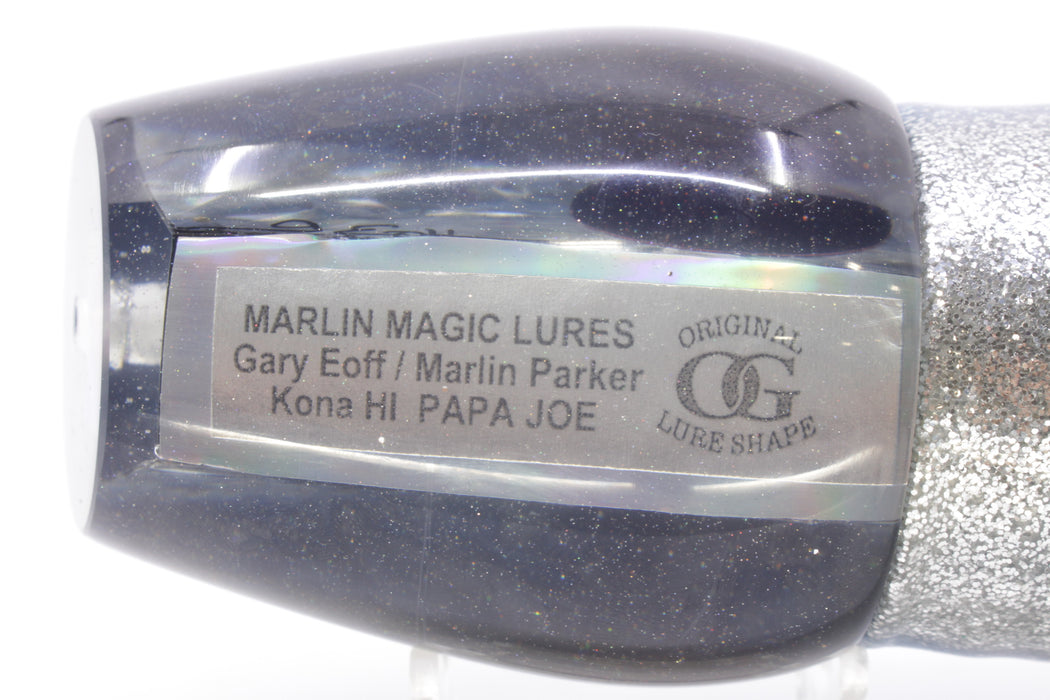 MARLIN MAGIC LURES
Gary Eoff / Marlin Parker
Kona HI PAPA JOE
ORIGINAL
OG
LURE SHAPE